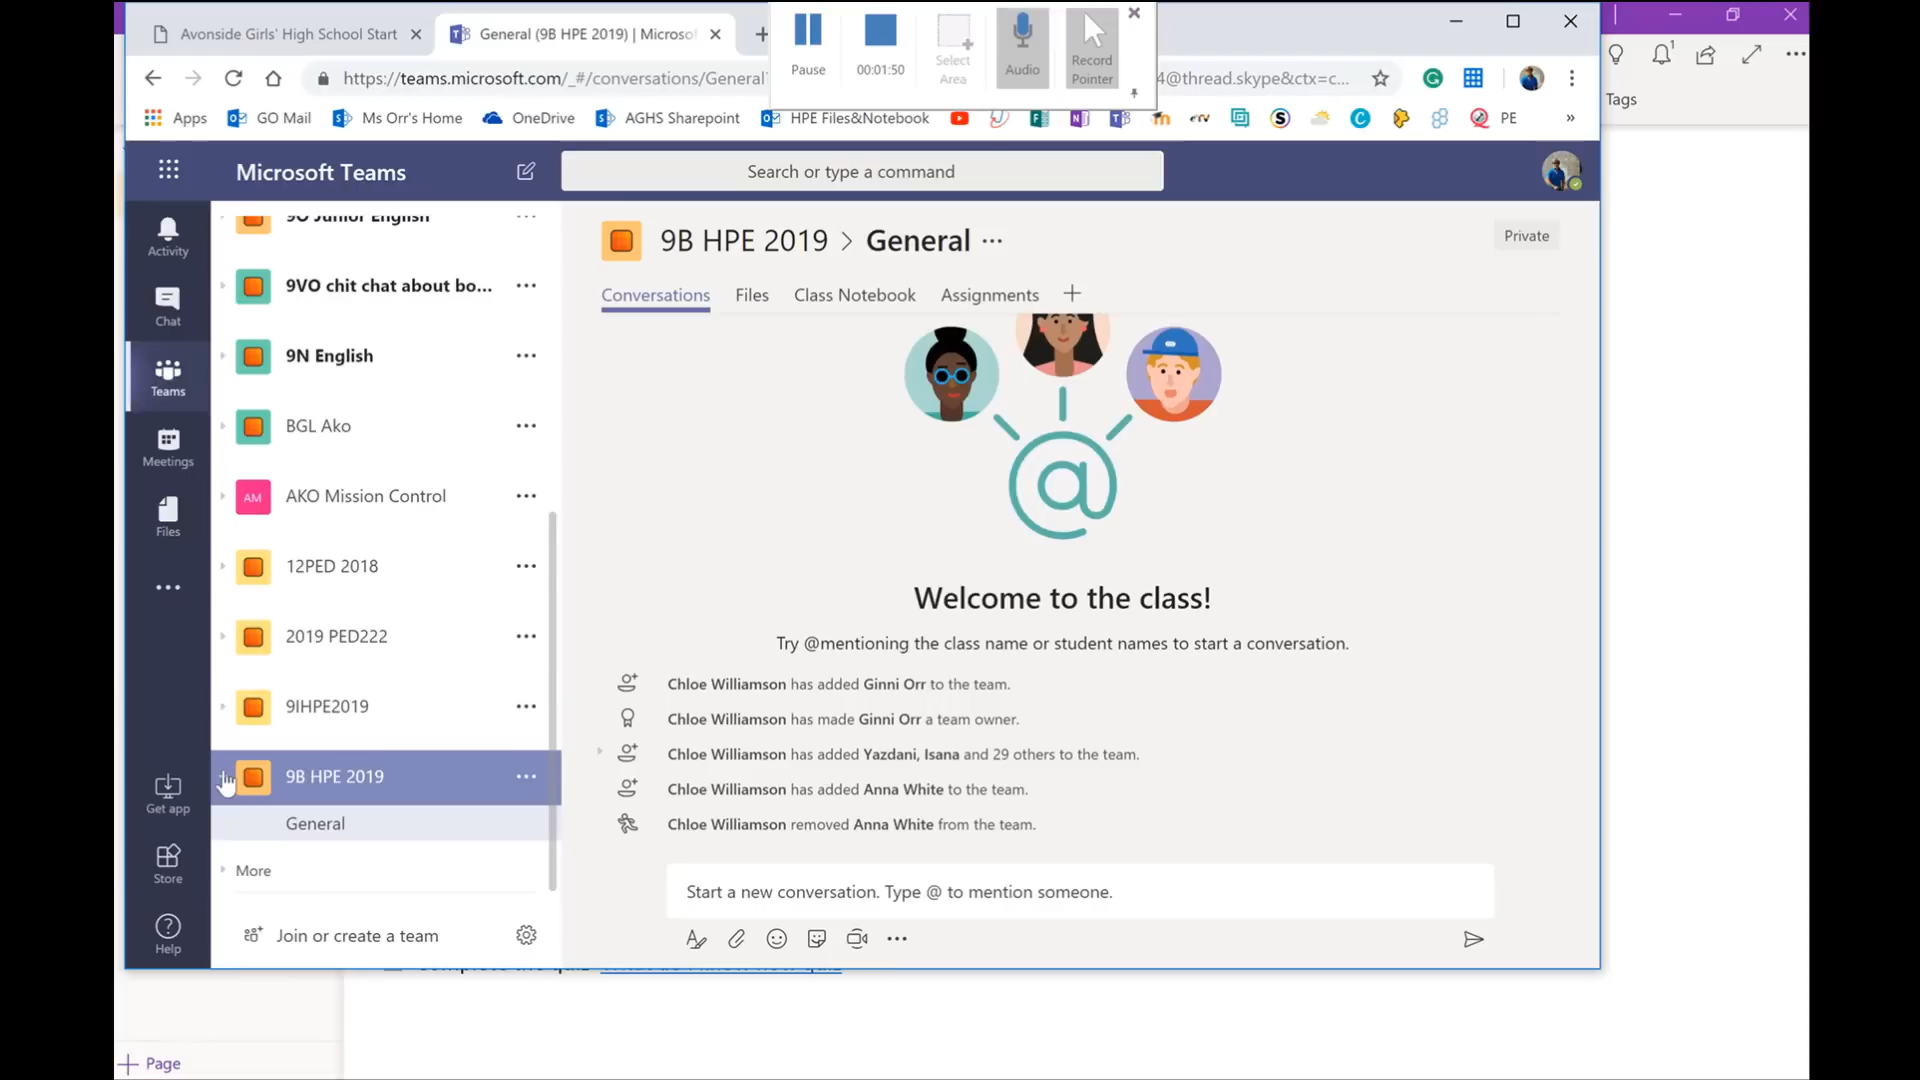 Avonside Girls' High School Start
General (9B HPE 2019) | Microso
Pause
00:01:50
Select Area
Audio
Record Pointer
https://teams.microsoft.com/_#/conversations/General
4@thread.skype&ctx=c...
Tags
Apps
GO Mail
Ms Orr's Home
OneDrive
AGHS Sharepoint
HPE Files&Notebook
PE
Microsoft Teams
Search or type a command
Activity
Chat
Teams
Meetings
Files
Get app
Store
Help
9O Junior English
9VO chit chat about bo...
9N English
BGL Ako
AM
AKO Mission Control
12PED 2018
2019 PED222
9IHPE2019
9B HPE 2019
General
More
Join or create a team
9B HPE 2019 > General
Private
Conversations
Files
Class Notebook
Assignments
Welcome to the class!
Try @mentioning the class name or student names to start a conversation.
Chloe Williamson has added Ginni Orr to the team.
Chloe Williamson has made Ginni Orr a team owner.
Chloe Williamson has added Yazdani, Isana and 29 others to the team.
Chloe Williamson has added Anna White to the team.
Chloe Williamson removed Anna White from the team.
Start a new conversation. Type @ to mention someone.
Page